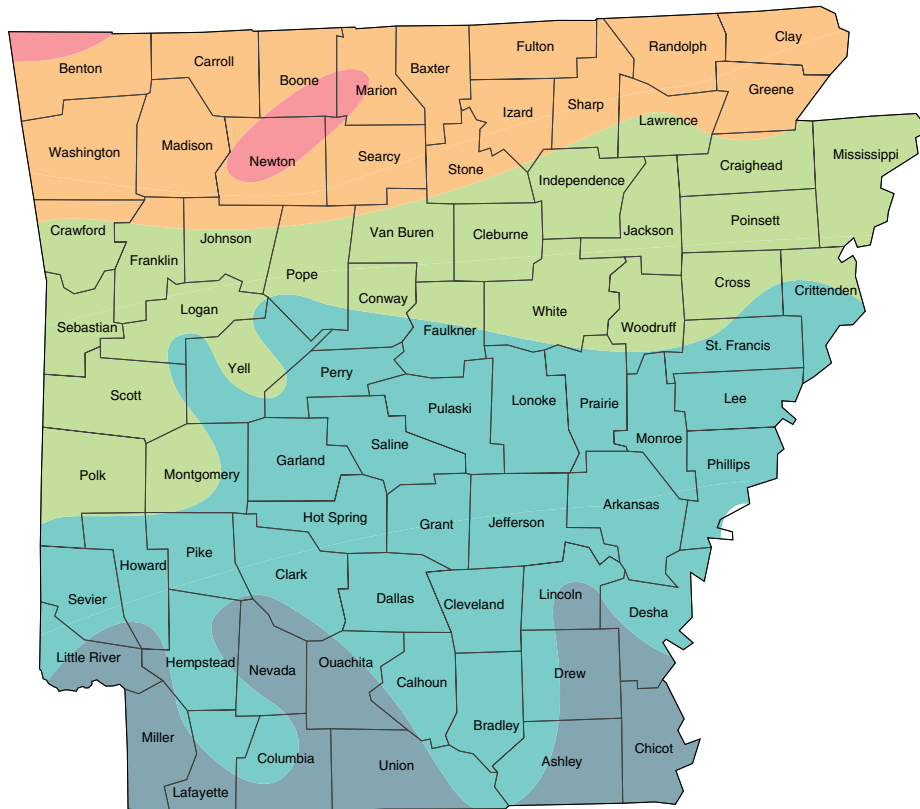 Benton
Carroll
Boone
Marion
Baxter
Fulton
Randolph
Clay
Washington
Madison
Newton
Searcy
Stone
Izard
Sharp
Lawrence
Greene
Crawford
Franklin
Johnson
Pope
Van Buren
Cleburne
Independence
Jackson
Craighead
Mississippi
Poinsett
Sebastian
Logan
Conway
Faulkner
White
Woodruff
Cross
Crittenden
St. Francis
Scott
Yell
Perry
Pulaski
Lonoke
Prairie
Monroe
Lee
Phillips
Polk
Montgomery
Garland
Saline
Hot Spring
Grant
Jefferson
Arkansas
Sevier
Howard
Pike
Clark
Dallas
Cleveland
Lincoln
Desha
Little River
Hempstead
Nevada
Ouachita
Calhoun
Bradley
Drew
Miller
Lafayette
Columbia
Union
Ashley
Chicot